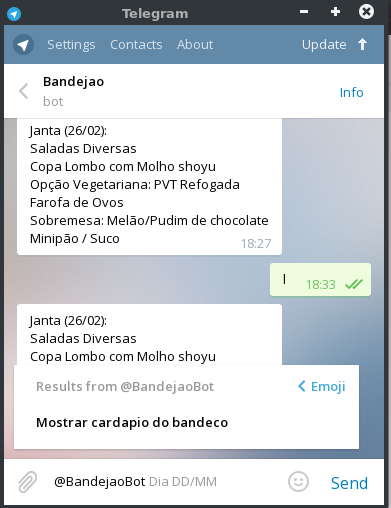 Telegram
Settings Contacts About Update
Bandejao
bot
Info
Janta (26/02):
Saladas Diversas
Copa Lombo com Molho shoyu
Opção Vegetariana: PVT Refogada
Farofa de Ovos
Sobremesa: Melão/Pudim de chocolate
Minipão / Suco
18:27
l 18:33
Janta (26/02):
Saladas Diversas
Copa Lombo com Molho shoyu
Results from @BandejaoBot Emoji
Mostrar cardapio do bandeco
@BandejaoBot Dia DD/MM Send